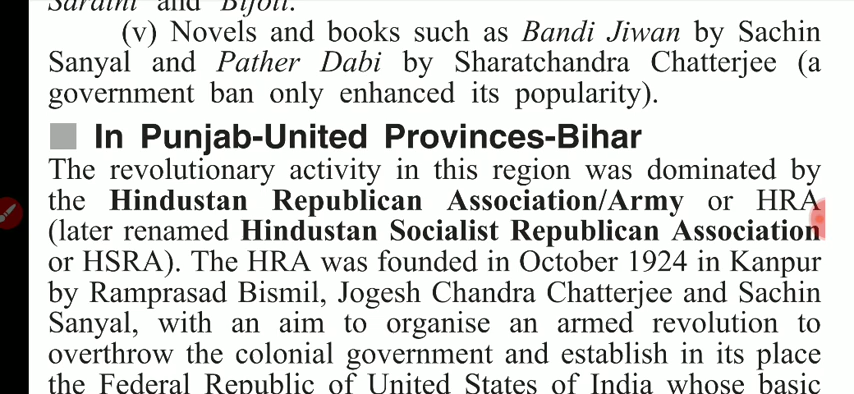 Sarathi and Bijoli.
(v) Novels and books such as Bandi Jiwan by Sachin
Sanyal and Pather Dabi by Sharatchandra Chatterjee (a
government ban only enhanced its popularity).
In Punjab-United Provinces-Bihar
The revolutionary activity in this region was dominated by
the Hindustan Republican Association/Army or HRA
(later renamed Hindustan Socialist Republican Association
or HSRA). The HRA was founded in October 1924 in Kanpur
by Ramprasad Bismil, Jogesh Chandra Chatterjee and Sachin
Sanyal, with an aim to organise an armed revolution to
overthrow the colonial government and establish in its place
the Federal Republic of United States of India whose basic